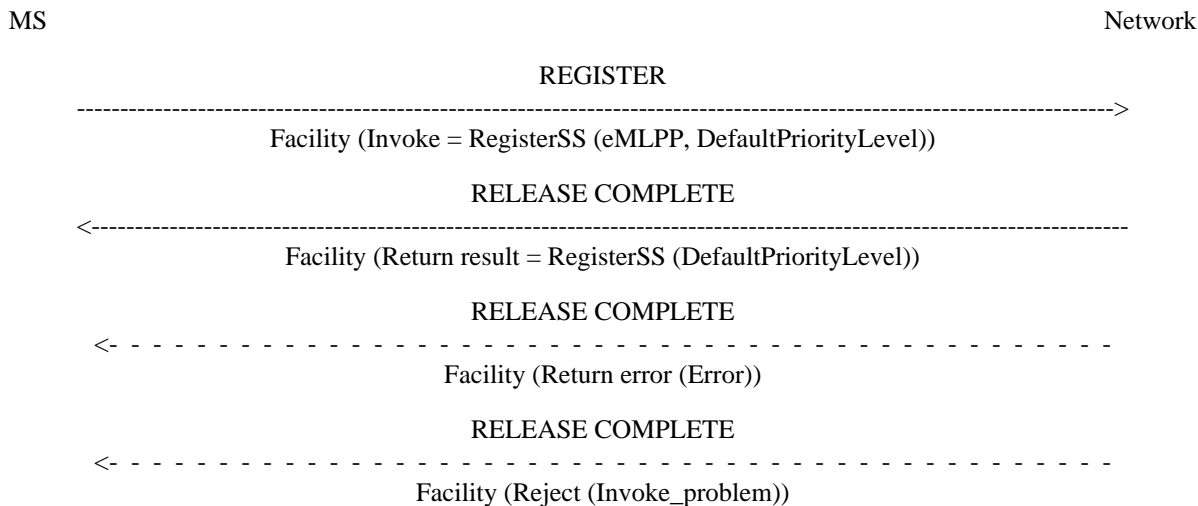 MS Network
REGISTER
Facility (Invoke = RegisterSS (eMLPP, DefaultPriorityLevel))
RELEASE COMPLETE
Facility (Return result = RegisterSS (DefaultPriorityLevel))
RELEASE COMPLETE
Facility (Return error (Error))
RELEASE COMPLETE
Facility (Reject (Invoke_problem))